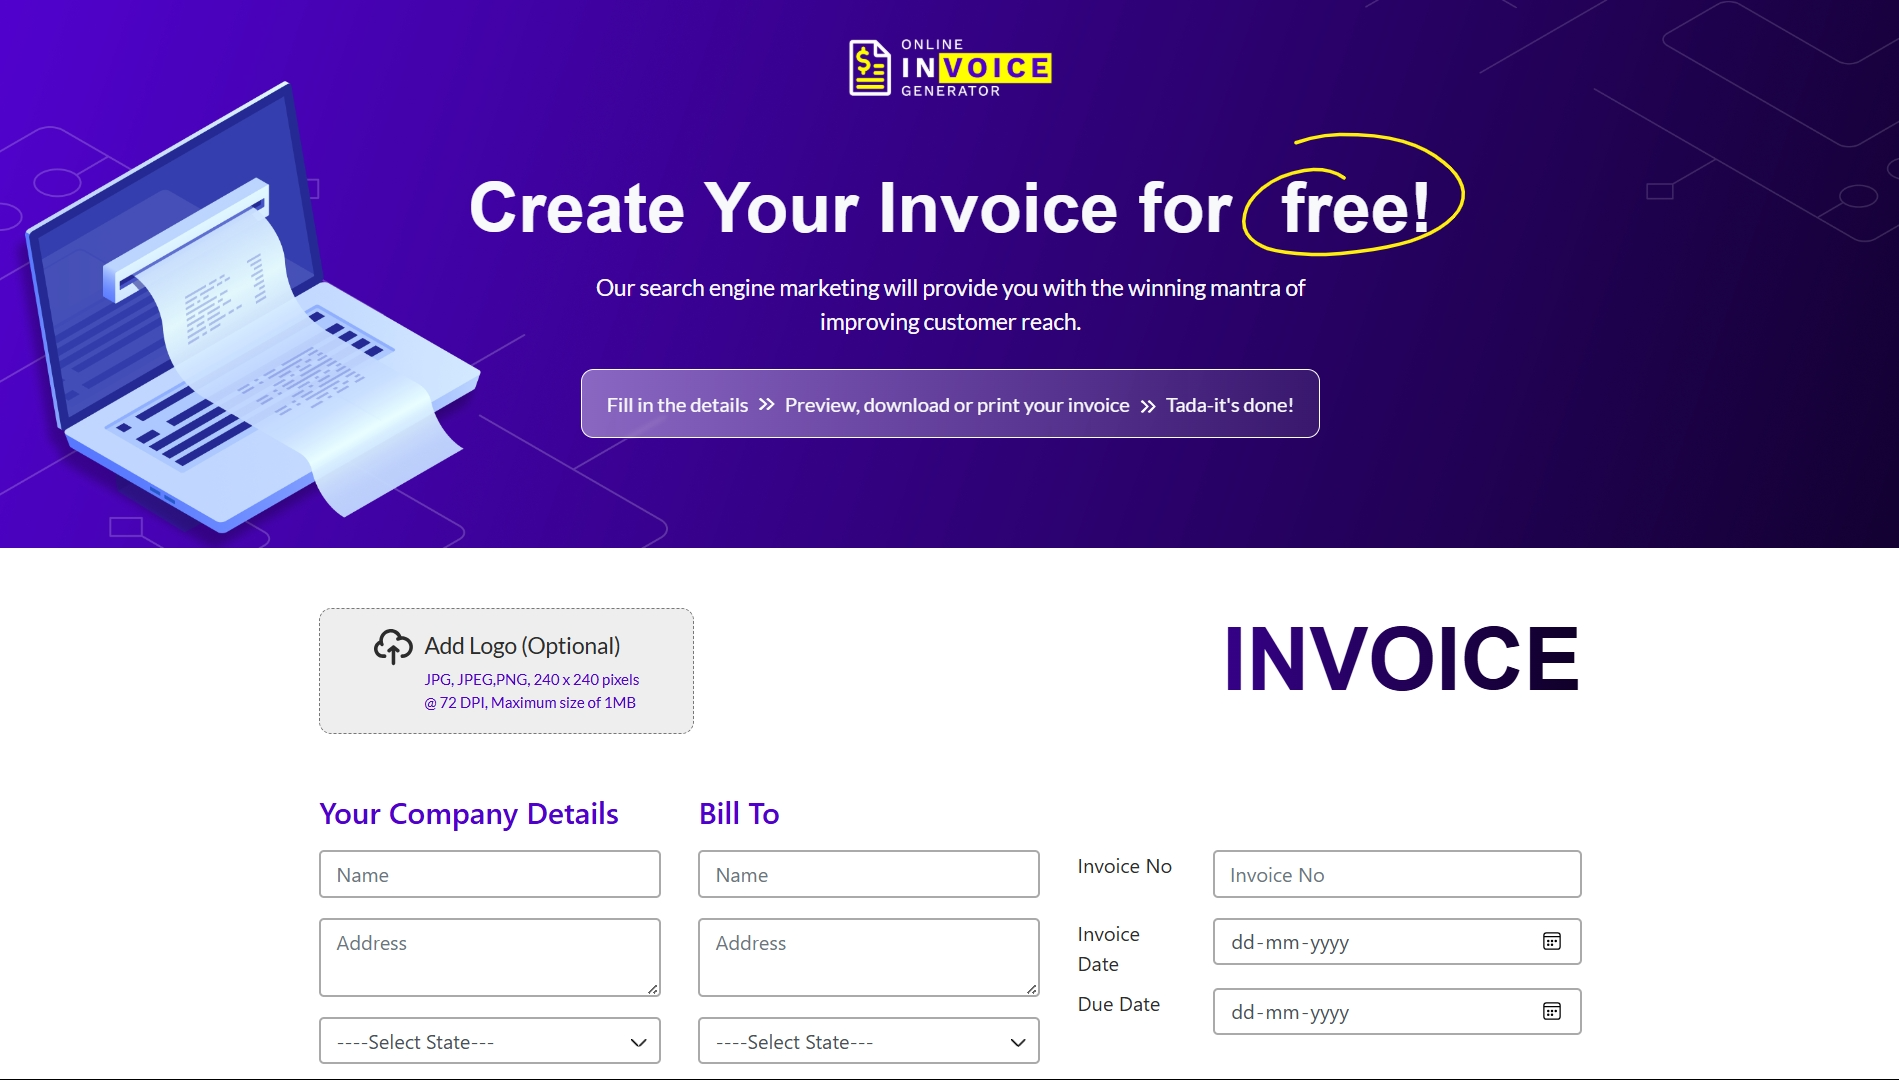 ONLINE
INVOICE
GENERATOR
Create Your Invoice for free!
Our search engine marketing will provide you with the winning mantra of
improving customer reach.
Fill in the details » Preview, download or print your invoice » Tada-it's done!
Add Logo (Optional)
JPG, JPEG,PNG, 240 x 240 pixels
@ 72 DPI, Maximum size of 1MB
INVOICE
Your Company Details
Name
Address
----Select State---
Bill To
Name
Address
----Select State---
Invoice No
Invoice No
Invoice
Date
dd-mm-yyyy
Due Date
dd-mm-yyyy